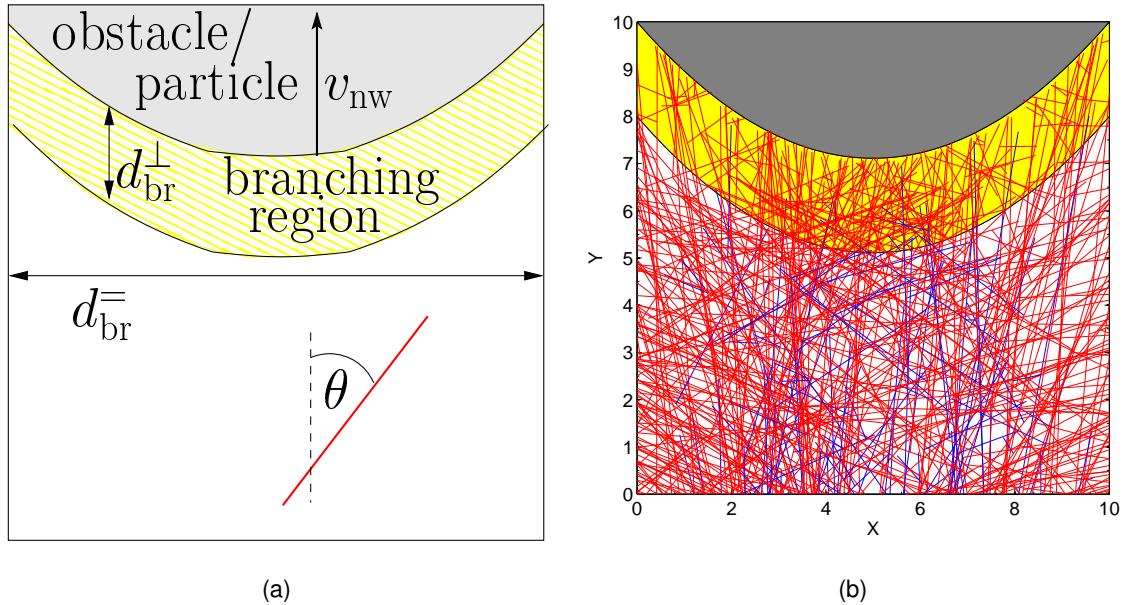 obstacle/
particle
v_nw
d_br^⊥
branching
region
d_br^=
θ
(a)
10
9
8
7
6
5
4
3
2
1
0
Y
0 2 4 6 8 10
X
(b)